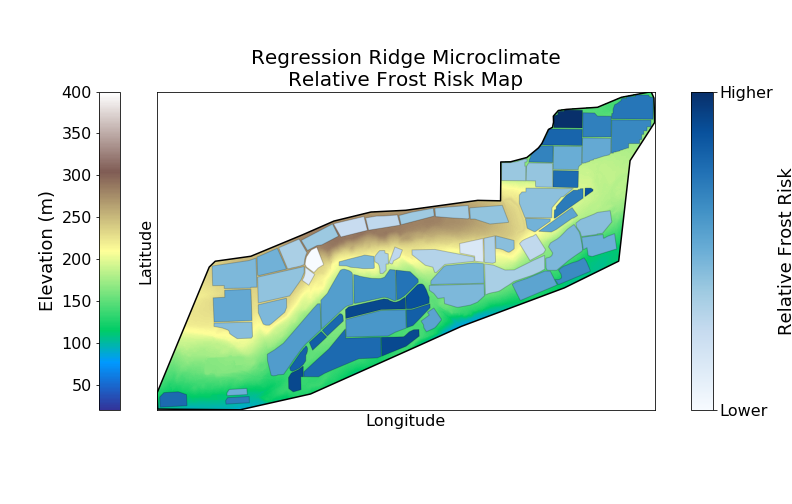 Regression Ridge Microclimate
Relative Frost Risk Map
400
350
300
250
200
150
100
50
Elevation (m)
Latitude
Longitude
Higher
Lower
Relative Frost Risk